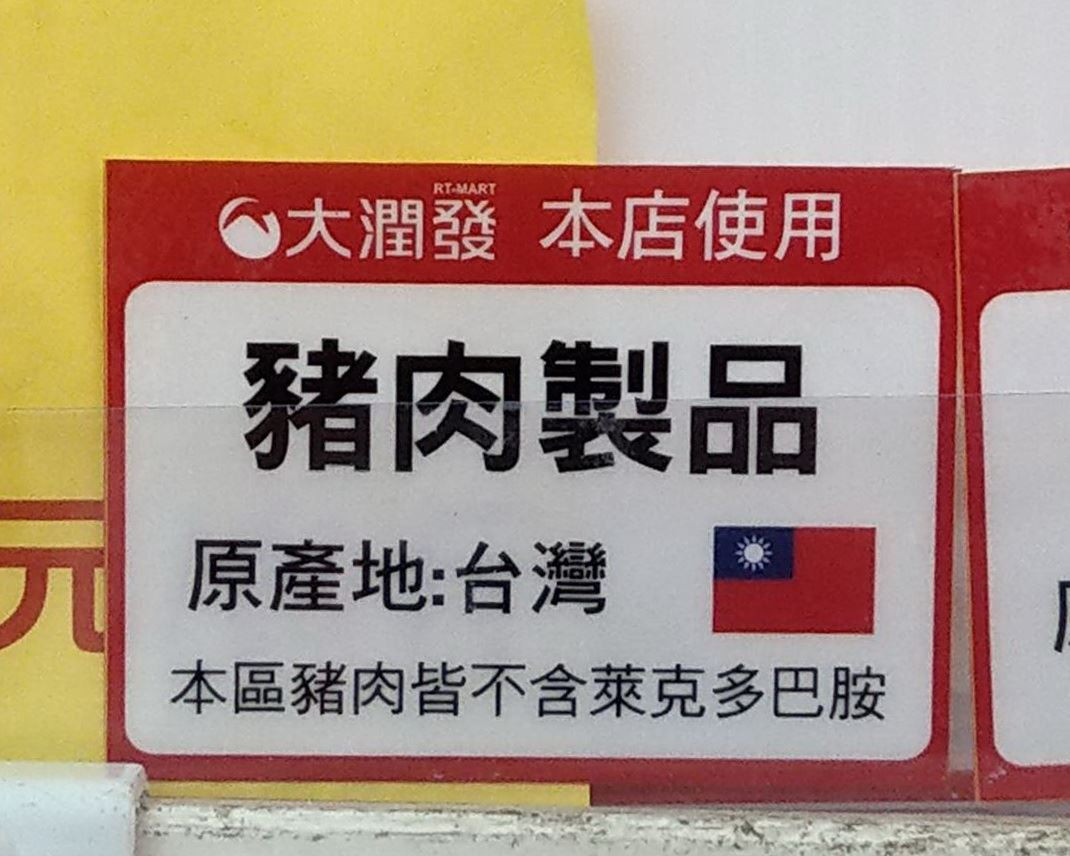 RT-MART
大潤發 本店使用
豬肉製品
原產地:台灣
本區豬肉皆不含萊克多巴胺
元